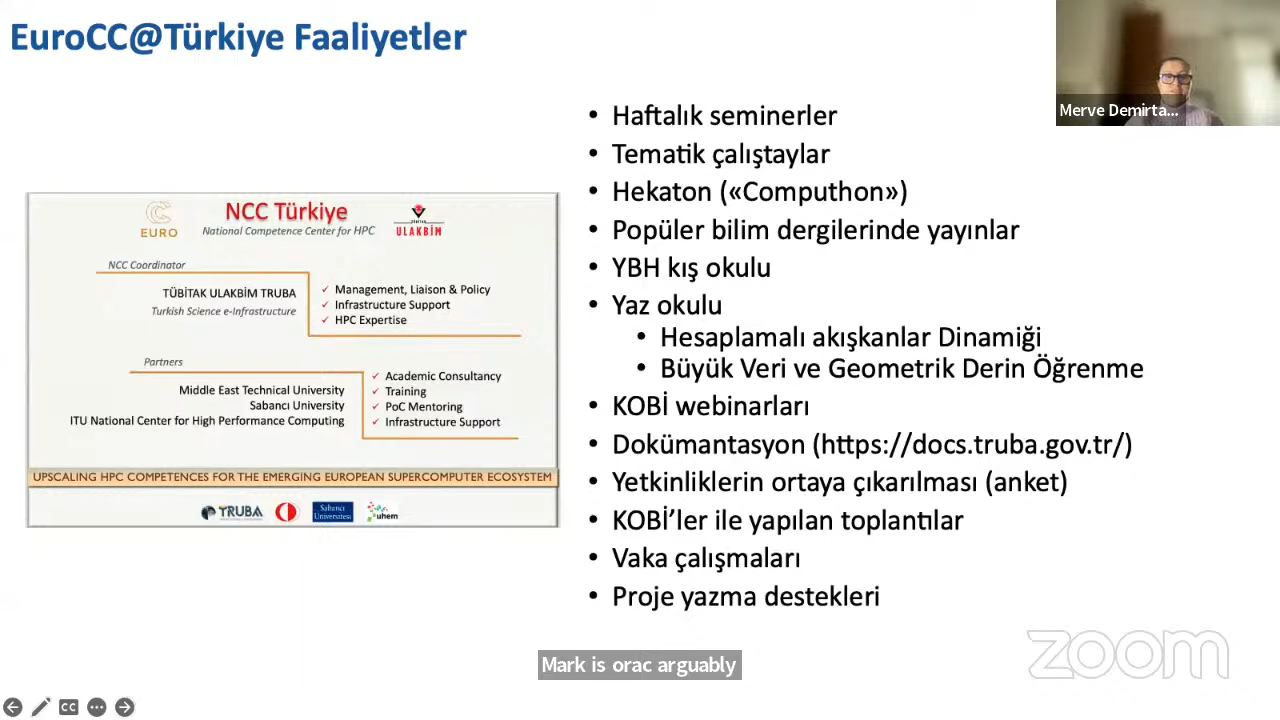 EuroCC@Türkiye Faaliyetler
Merve Demirta...
• Haftalık seminerler
• Tematik çalıştaylar
• Hekaton («Computhon»)
• Popüler bilim dergilerinde yayınlar
• YBH kış okulu
• Yaz okulu
• Hesaplamalı akışkanlar Dinamiği
• Büyük Veri ve Geometrik Derin Öğrenme
• KOBİ webinarları
• Dokümantasyon (https://docs.truba.gov.tr/)
• Yetkinliklerin ortaya çıkarılması (anket)
• KOBİ’ler ile yapılan toplantılar
• Vaka çalışmaları
• Proje yazma destekleri
EURO
NCC Türkiye
National Competence Center for HPC
ULAKBİM
NCC Coordinator
TÜBİTAK ULAKBİM TRUBA
Turkish Science e-Infrastructure
✓ Management, Liaison & Policy
✓ Infrastructure Support
✓ HPC Expertise
Partners
Middle East Technical University
Sabancı University
ITU National Center for High Performance Computing
✓ Academic Consultancy
✓ Training
✓ PoC Mentoring
✓ Infrastructure Support
UPSCALING HPC COMPETENCES FOR THE EMERGING EUROPEAN SUPERCOMPUTER ECOSYSTEM
TRUBA
Sabancı
Üniversitesi
uhem
Mark is orac arguably
zoom
CC